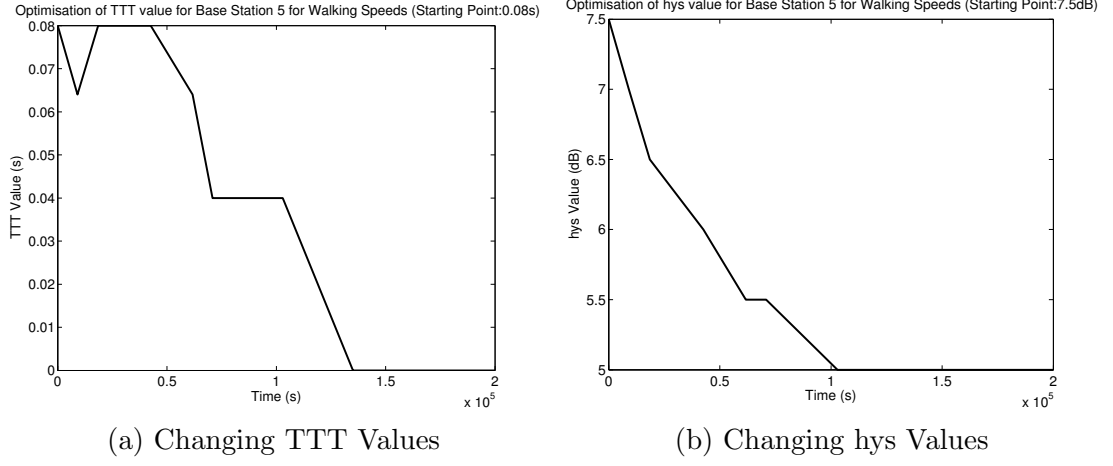 Optimisation of TTT value for Base Station 5 for Walking Speeds (Starting Point:0.08s)
0.08
0.07
0.06
0.05
0.04
0.03
0.02
0.01
0
TTT Value (s)
0 0.5 1 1.5 2
Time (s)
x 10^5
(a) Changing TTT Values
Optimisation of hys value for Base Station 5 for Walking Speeds (Starting Point:7.5dB)
7.5
7
6.5
6
5.5
5
hys Value (dB)
0 0.5 1 1.5 2
Time (s)
x 10^5
(b) Changing hys Values